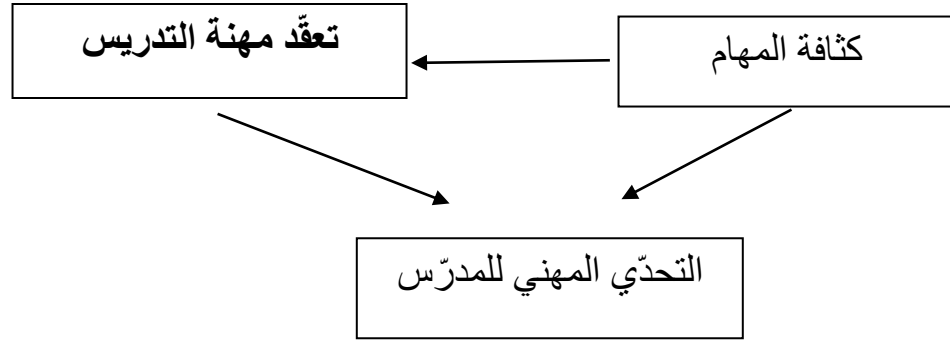 كثافة المهام
تعقّد مهنة التدريس
التحدّي المهني للمدرّس